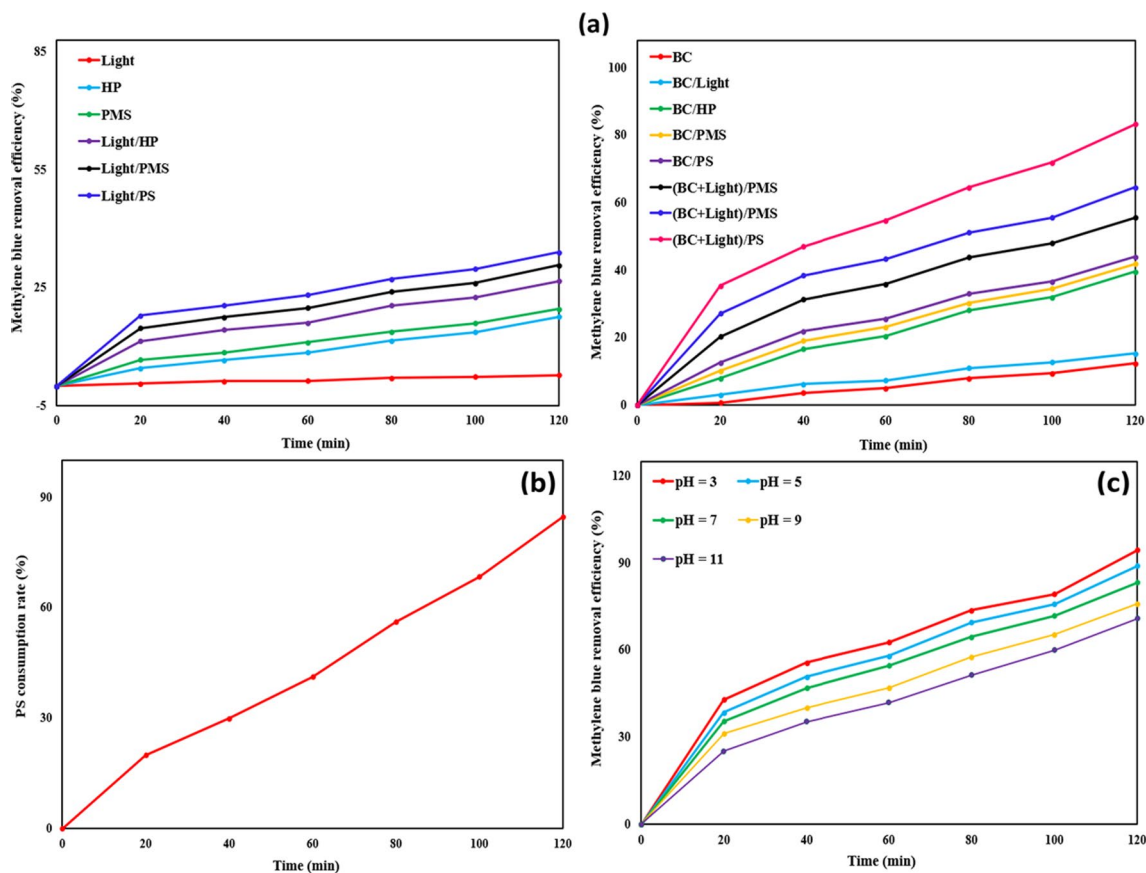 (a)
Methylene blue removal efficiency (%)
85
55
25
-5
Light
HP
PMS
Light/HP
Light/PMS
Light/PS
0 20 40 60 80 100 120
Time (min)
Methylene blue removal efficiency (%)
100
80
60
40
20
0
BC
BC/Light
BC/HP
BC/PMS
BC/PS
(BC+Light)/PMS
(BC+Light)/PMS
(BC+Light)/PS
0 20 40 60 80 100 120
Time (min)
(b)
PS consumption rate (%)
90
60
30
0
0 20 40 60 80 100 120
Time (min)
(c)
Methylene blue removal efficiency (%)
120
90
60
30
0
pH = 3 pH = 5
pH = 7 pH = 9
pH = 11
0 20 40 60 80 100 120
Time (min)